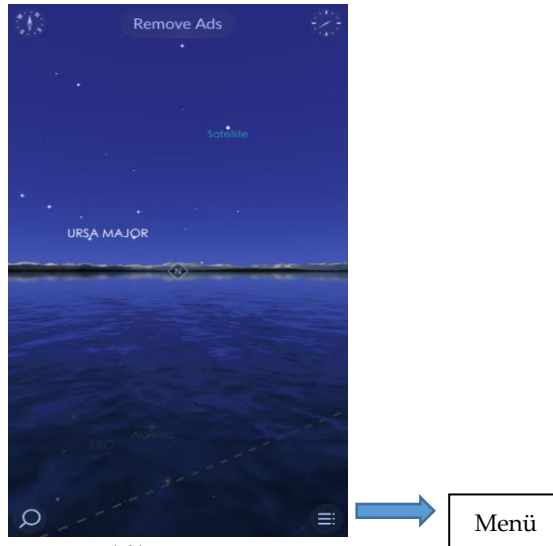 Remove Ads
Satellite
URSA MAJOR
N
Algieba
LEO
Menü